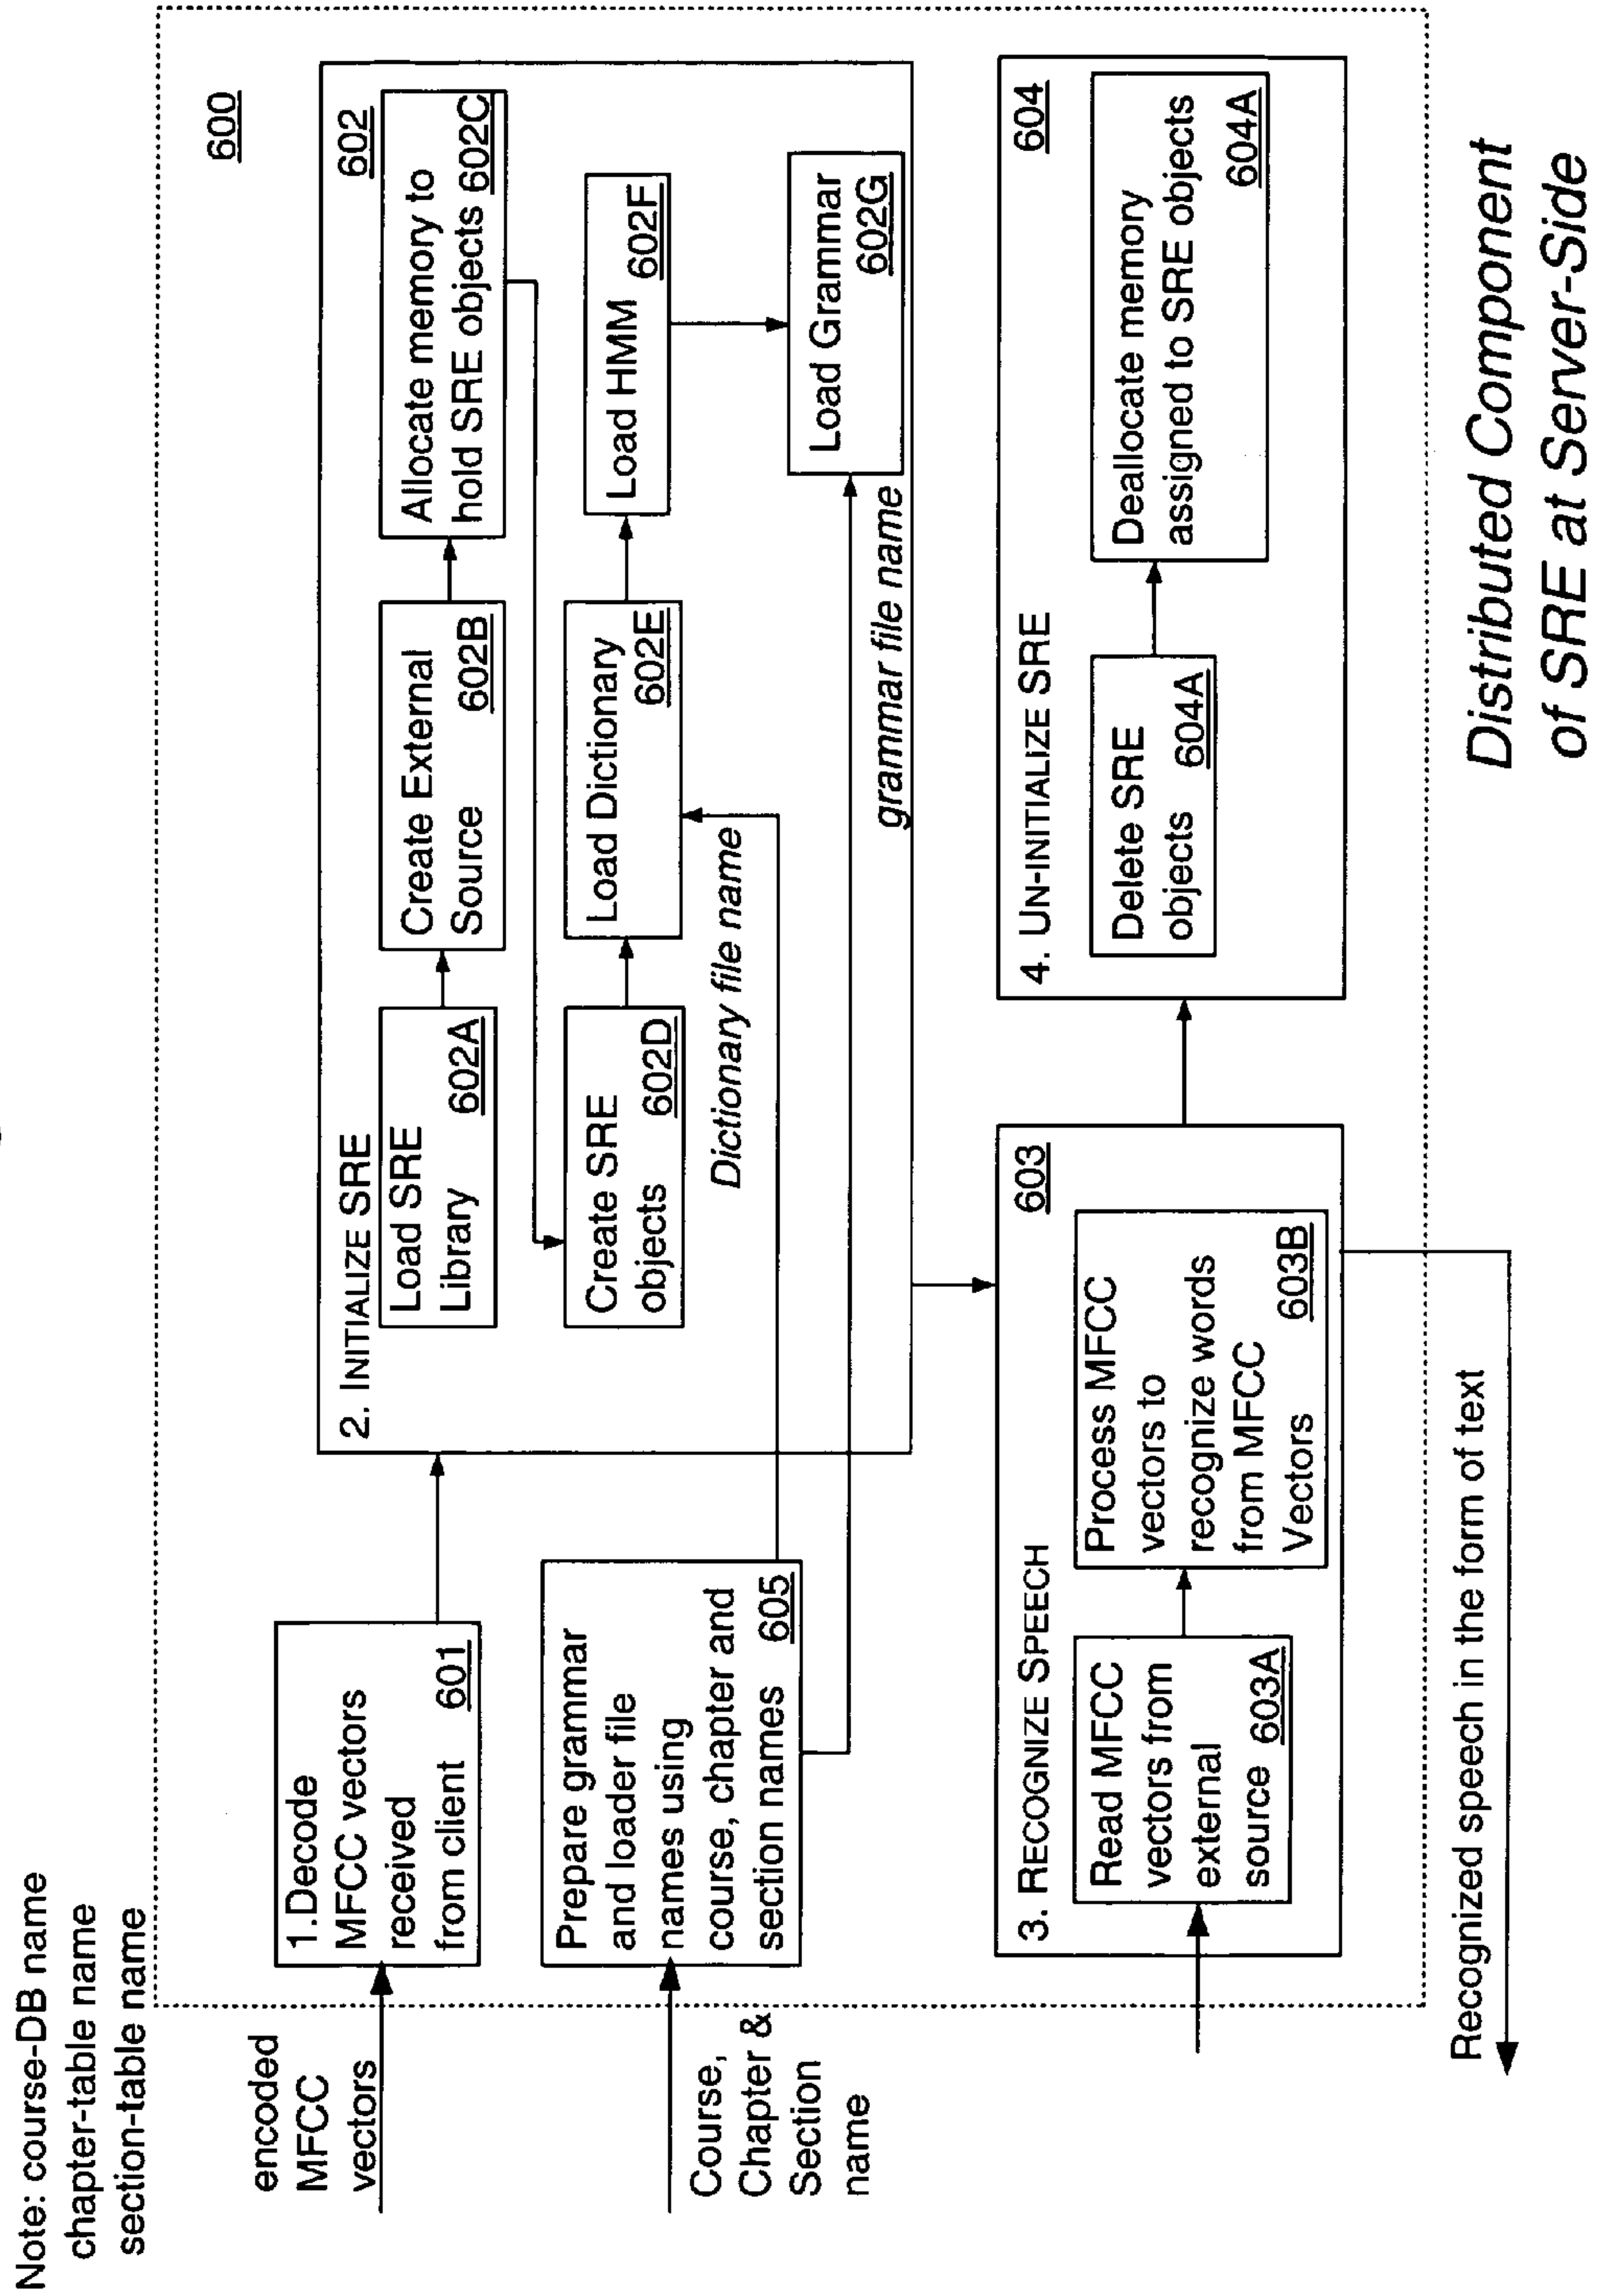 Note: course-DB name
chapter-table name
section-table name
600
encoded
MFCC
vectors
1.Decode
MFCC vectors
received
from client 601
2. INITIALIZE SRE 602
Load SRE
Library 602A
Create External
Source 602B
Allocate memory to
hold SRE objects 602C
Create SRE
objects 602D
Load Dictionary
602E
Load HMM
602F
Dictionary file name
Load Grammar
602G
grammar file name
Course,
Chapter &
Section
name
Prepare grammar
and loader file
names using
course, chapter and
section names 605
3. RECOGNIZE SPEECH 603
Read MFCC
vectors from
external
source 603A
Process MFCC
vectors to
recognize words
from MFCC
Vectors 603B
4. UN-INITIALIZE SRE 604
Delete SRE
objects 604A
Deallocate memory
assigned to SRE objects
604A
Recognized speech in the form of text
Distributed Component
of SRE at Server-Side